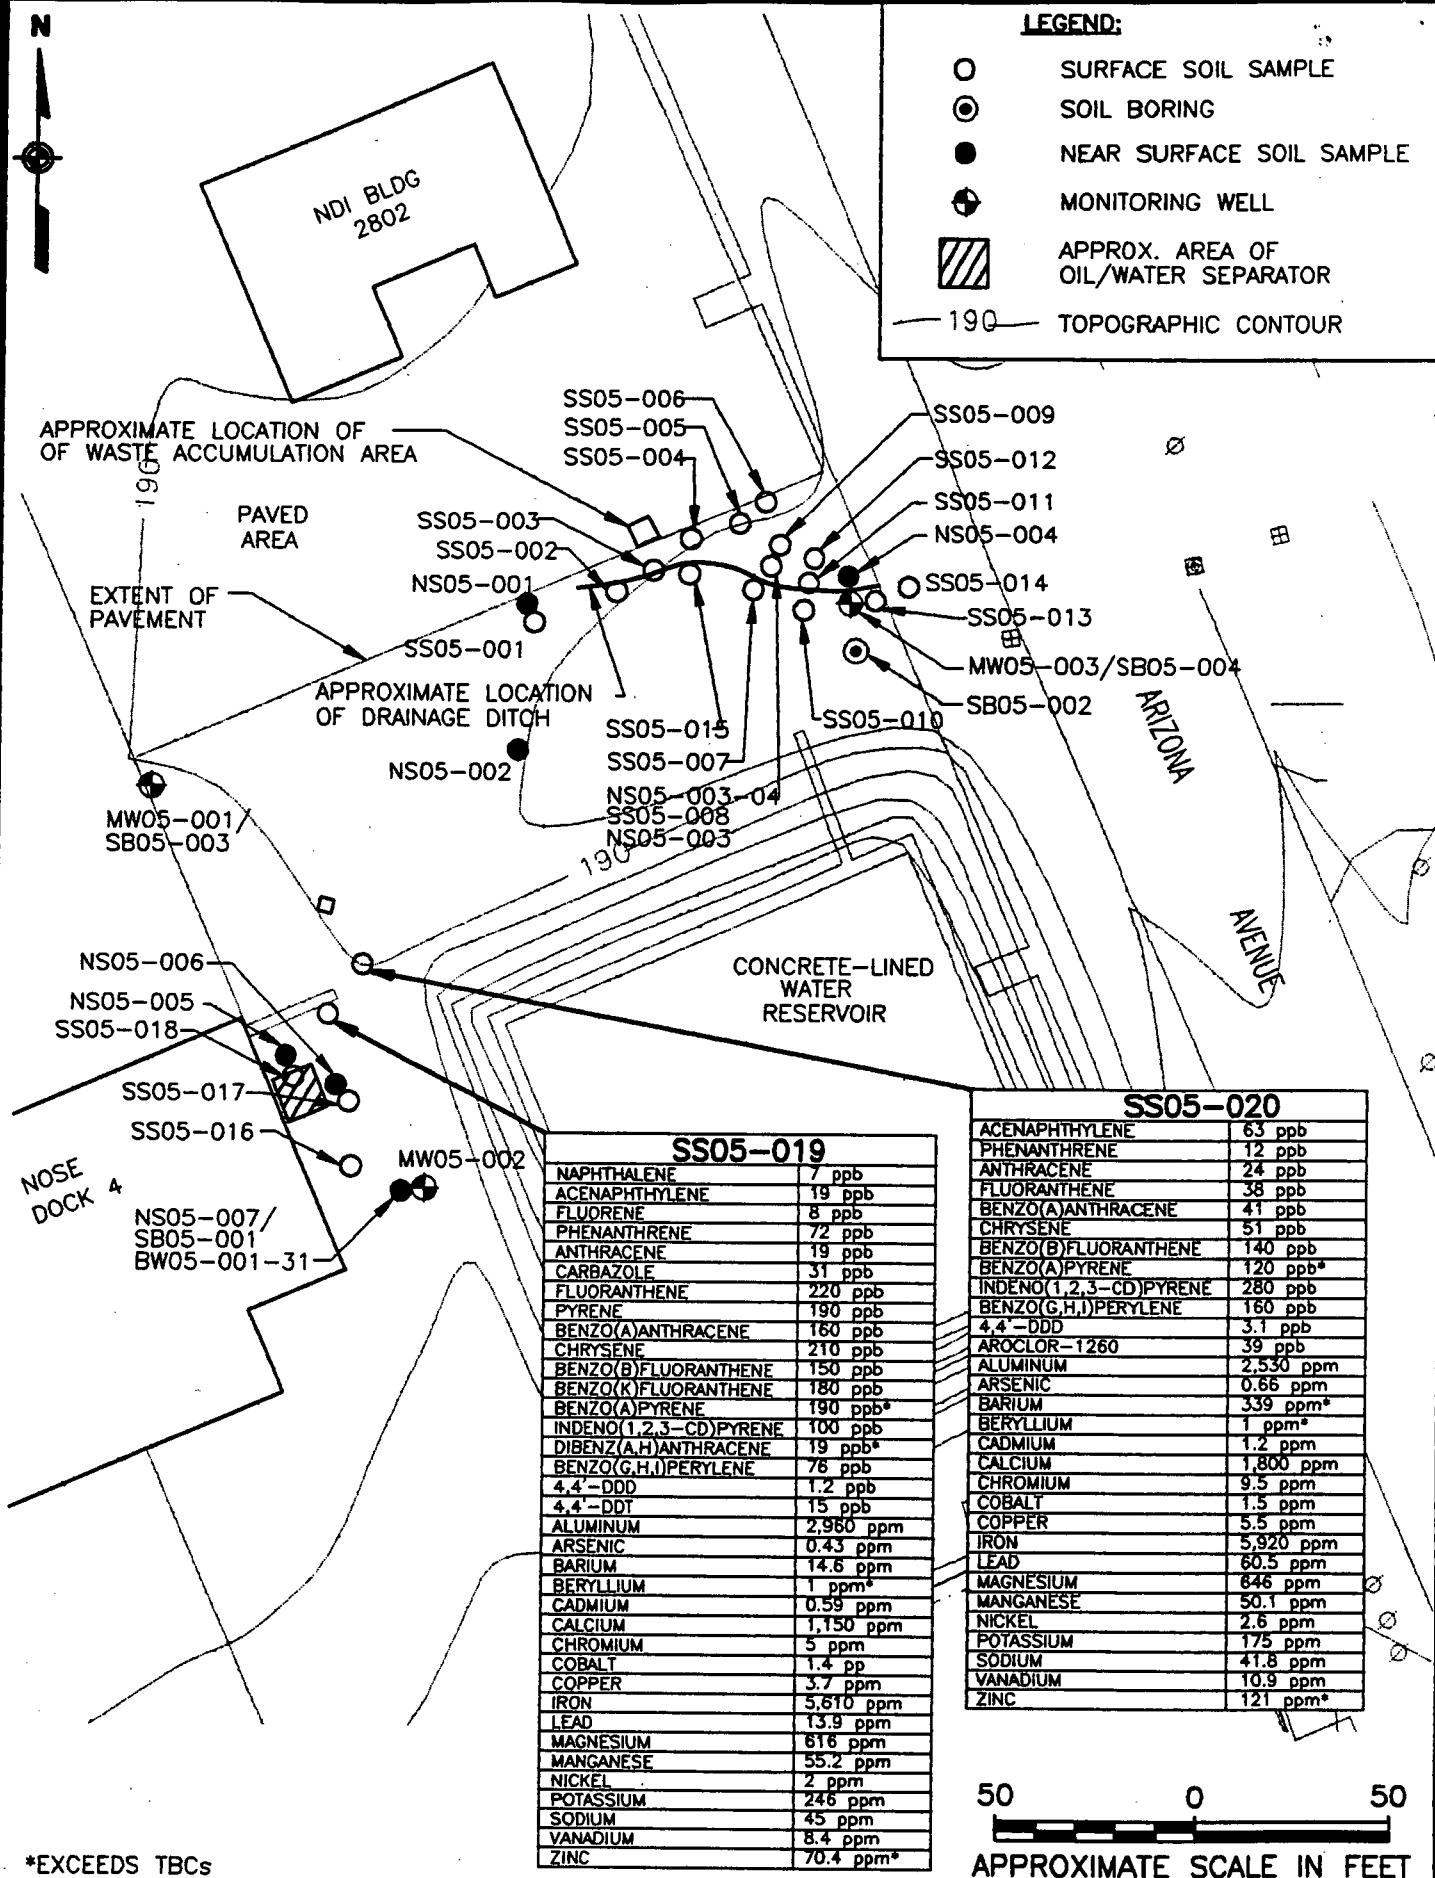 N
LEGEND:
SURFACE SOIL SAMPLE
SOIL BORING
NEAR SURFACE SOIL SAMPLE
MONITORING WELL
APPROX. AREA OF
OIL/WATER SEPARATOR
190
TOPOGRAPHIC CONTOUR
NDI BLDG
2802
APPROXIMATE LOCATION OF
OF WASTE ACCUMULATION AREA
190
PAVED
AREA
EXTENT OF
PAVEMENT
SS05-006
SS05-005
SS05-004
SS05-003
SS05-002
NS05-001
SS05-001
SS05-009
SS05-012
SS05-011
NS05-004
SS05-014
SS05-013
MW05-003/SB05-004
SB05-002
SS05-010
APPROXIMATE LOCATION
OF DRAINAGE DITCH
SS05-015
SS05-007
NS05-003-04
SS05-008
NS05-003
NS05-002
190
MW05-001/
SB05-003
ARIZONA
AVENUE
CONCRETE-LINED
WATER
RESERVOIR
NS05-006
NS05-005
SS05-018
SS05-017
SS05-016
MW05-002
NOSE
DOCK 4
NS05-007/
SB05-001
BW05-001-31
SS05-019
NAPHTHALENE 7 ppb
ACENAPHTHYLENE 19 ppb
FLUORENE 8 ppb
PHENANTHRENE 72 ppb
ANTHRACENE 19 ppb
CARBAZOLE 31 ppb
FLUORANTHENE 220 ppb
PYRENE 190 ppb
BENZO(A)ANTHRACENE 160 ppb
CHRYSENE 210 ppb
BENZO(B)FLUORANTHENE 150 ppb
BENZO(K)FLUORANTHENE 180 ppb
BENZO(A)PYRENE 190 ppb*
INDENO(1,2,3-CD)PYRENE 100 ppb
DIBENZ(A,H)ANTHRACENE 19 ppb*
BENZO(G,H,I)PERYLENE 76 ppb
4,4'-DDD 1.2 ppb
4,4'-DDT 15 ppb
ALUMINUM 2,960 ppm
ARSENIC 0.43 ppm
BARIUM 14.6 ppm
BERYLLIUM 1 ppm*
CADMIUM 0.59 ppm
CALCIUM 1,150 ppm
CHROMIUM 5 ppm
COBALT 1.4 pp
COPPER 3.7 ppm
IRON 5,610 ppm
LEAD 13.9 ppm
MAGNESIUM 616 ppm
MANGANESE 55.2 ppm
NICKEL 2 ppm
POTASSIUM 246 ppm
SODIUM 45 ppm
VANADIUM 8.4 ppm
ZINC 70.4 ppm*
SS05-020
ACENAPHTHYLENE 63 ppb
PHENANTHRENE 12 ppb
ANTHRACENE 24 ppb
FLUORANTHENE 38 ppb
BENZO(A)ANTHRACENE 41 ppb
CHRYSENE 51 ppb
BENZO(B)FLUORANTHENE 140 ppb
BENZO(A)PYRENE 120 ppb*
INDENO(1,2,3-CD)PYRENE 280 ppb
BENZO(G,H,I)PERYLENE 160 ppb
4,4'-DDD 3.1 ppb
AROCLOR-1260 39 ppb
ALUMINUM 2,530 ppm
ARSENIC 0.66 ppm
BARIUM 339 ppm*
BERYLLIUM 1 ppm*
CADMIUM 1.2 ppm
CALCIUM 1,800 ppm
CHROMIUM 9.5 ppm
COBALT 1.5 ppm
COPPER 5.5 ppm
IRON 5,920 ppm
LEAD 60.5 ppm
MAGNESIUM 646 ppm
MANGANESE 50.1 ppm
NICKEL 2.6 ppm
POTASSIUM 175 ppm
SODIUM 41.8 ppm
VANADIUM 10.9 ppm
ZINC 121 ppm*
50 0 50
APPROXIMATE SCALE IN FEET
*EXCEEDS TBCs